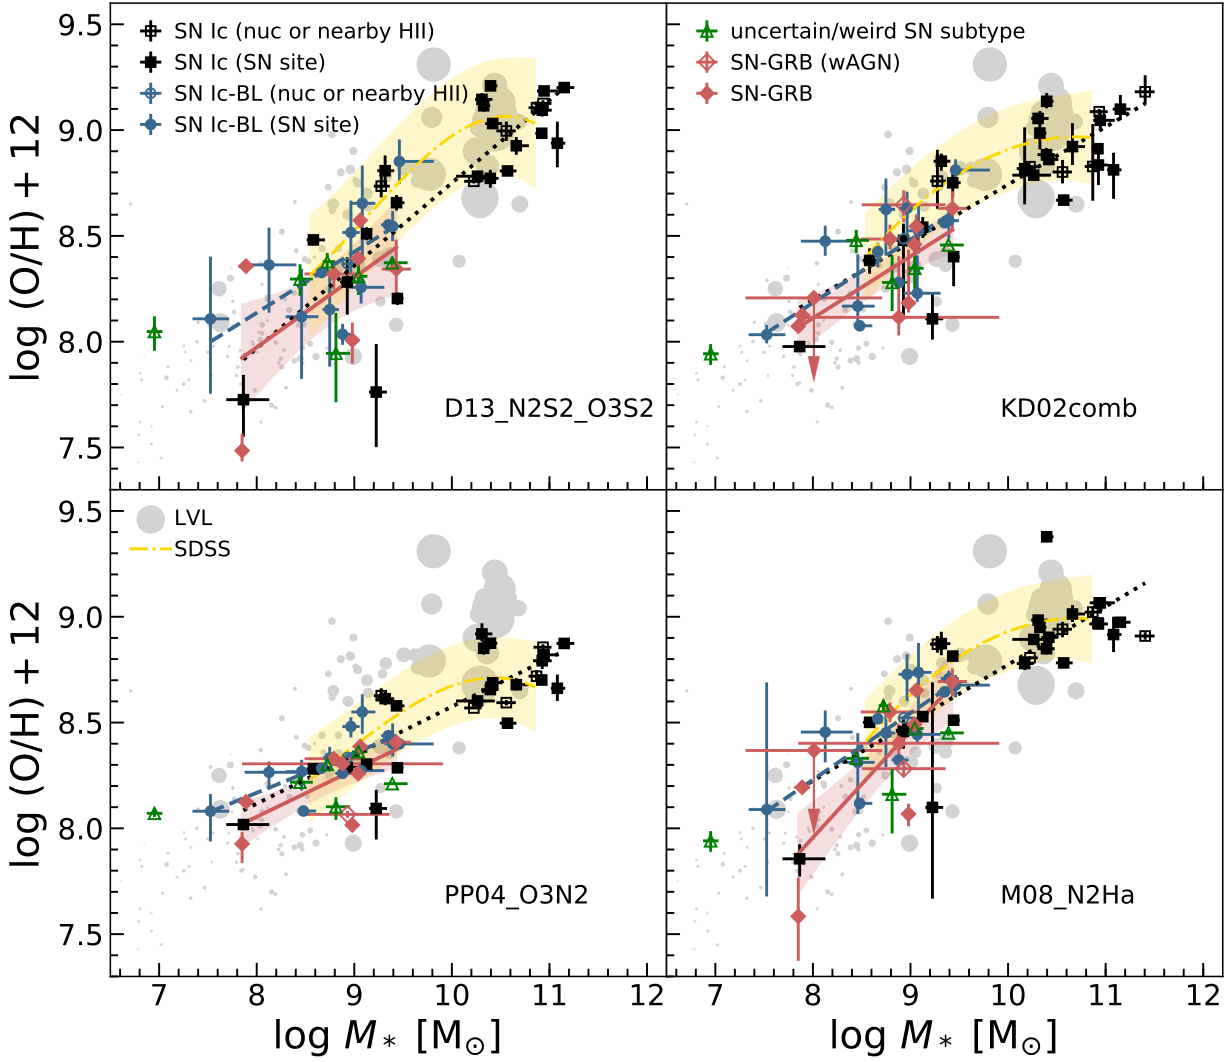 9.5
9.0
8.5
8.0
7.5
log (O/H) + 12
SN Ic (nuc or nearby HII)
SN Ic (SN site)
SN Ic-BL (nuc or nearby HII)
SN Ic-BL (SN site)
D13_N2S2_O3S2
uncertain/weird SN subtype
SN-GRB (wAGN)
SN-GRB
KD02comb
9.5
9.0
8.5
8.0
7.5
log (O/H) + 12
LVL
SDSS
PP04_O3N2
M08_N2Ha
7 8 9 10 11 12
7 8 9 10 11 12
log M* [M⊙]
log M* [M⊙]